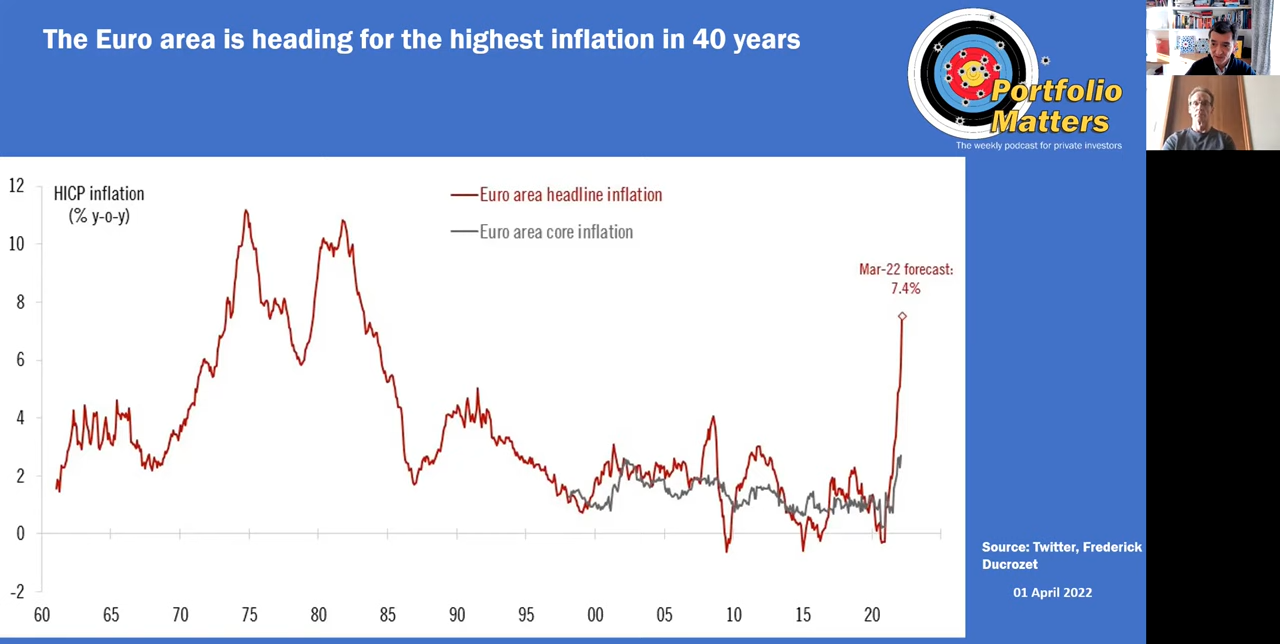 The Euro area is heading for the highest inflation in 40 years
Portfolio
Matters
The weekly podcast for private investors
HICP inflation
(% y-o-y)
Euro area headline inflation
Euro area core inflation
Mar-22 forecast:
7.4%
12
10
8
6
4
2
0
-2
60 65 70 75 80 85 90 95 00 05 10 15 20
Source: Twitter, Frederick
Ducrozet
01 April 2022